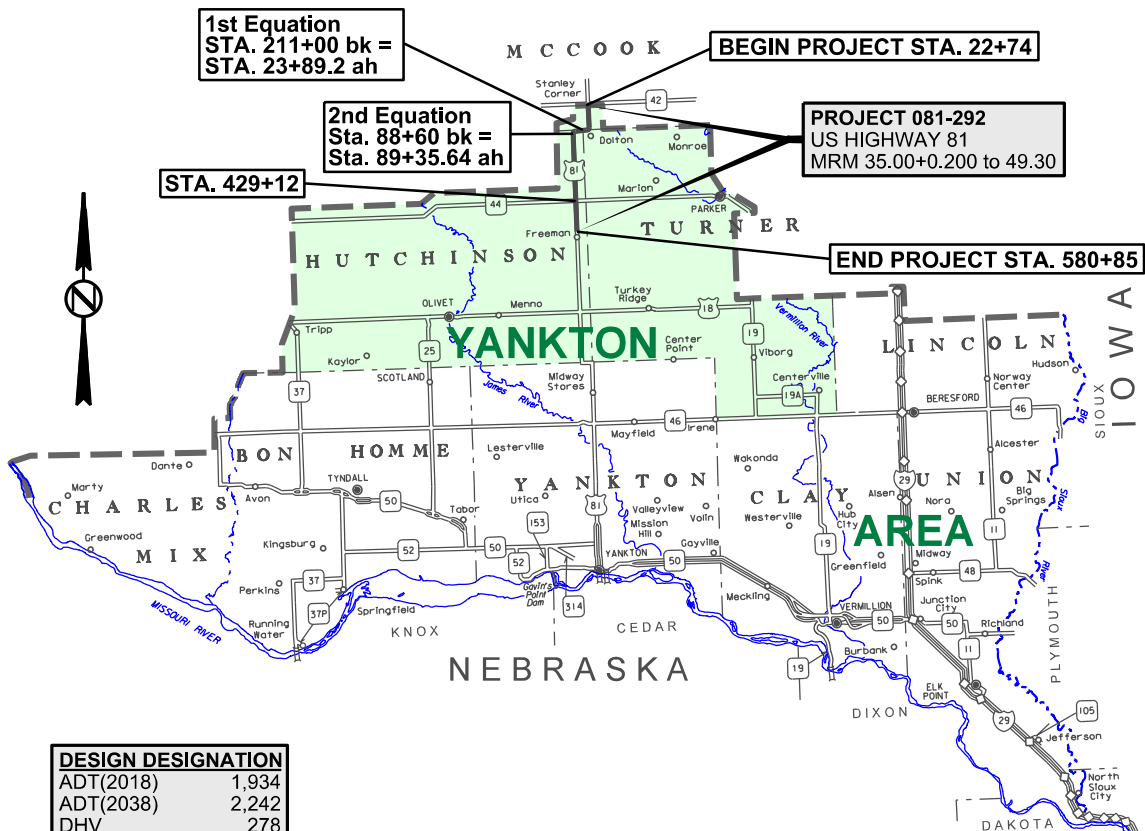 1st Equation
STA. 211+00 bk =
STA. 23+89.2 ah
MCCOOK
BEGIN PROJECT STA. 22+74
Stanley
Corner
42
2nd Equation
Sta. 88+60 bk =
Sta. 89+35.64 ah
PROJECT 081-292
US HIGHWAY 81
MRM 35.00+0.200 to 49.30
Dolton
Monroe
STA. 429+12
81
Marion
44
PARKER
TURNER
Freeman
HUTCHINSON
END PROJECT STA. 580+85
N
OLIVET
Menno
Turkey
Ridge
18
Vermillion River
IOWA
Tripp
YANKTON
Kaylor
25
Center
Point
19
Viborg
LINCOLN
Hudson
SCOTLAND
37
James River
Midway
Stores
Centerville
19A
Norway
Center
SIOUX
Big
BERESFORD
46
Mayfield
46
Irene
BON HOMME
Lesterville
Dante
Alcester
Wakonda
Marty
CHARLES
MIX
TYNDALL
Avon
50
YANKTON
Utica
81
Valleyview
Mission
Hill
Volin
CLAY
29
UNION
Alsen
Nora
Big
Springs
Sioux
Tabor
153
Westerville
Hub
City
AREA
11
Greenwood
Kingsburg
52
50
52
YANKTON
Gayville
50
19
Greenfield
Midway
Spink
48
River
Perkins
37
Gavin's
Point
Dam
314
Meckling
Junction
City
37P
Springfield
MISSOURI RIVER
Running
Water
KNOX
CEDAR
VERMILLION
50
50
Richland
PLYMOUTH
NEBRASKA
19
Burbank
11
ELK
POINT
DIXON
29
105
Jefferson
DESIGN DESIGNATION
ADT(2018) 1,934
ADT(2038) 2,242
DHV 278
North
Sioux
City
DAKOTA